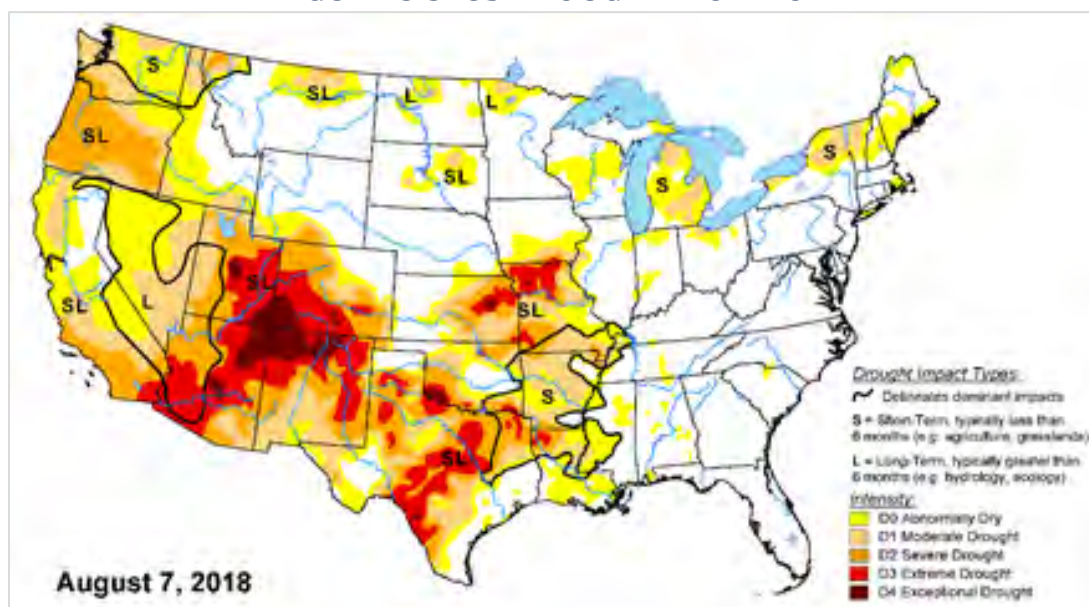 S
SL
L
L
SL
SL
S
S
SL
L
SL
SL
S
SL
Drought Impact Types:
Delineates dominant impacts
S = Short-Term, typically less than
6 months (e.g. agriculture, grasslands)
L = Long-Term, typically greater than
6 months (e.g. hydrology, ecology)
Intensity:
D0 Abnormally Dry
D1 Moderate Drought
D2 Severe Drought
D3 Extreme Drought
D4 Exceptional Drought
August 7, 2018